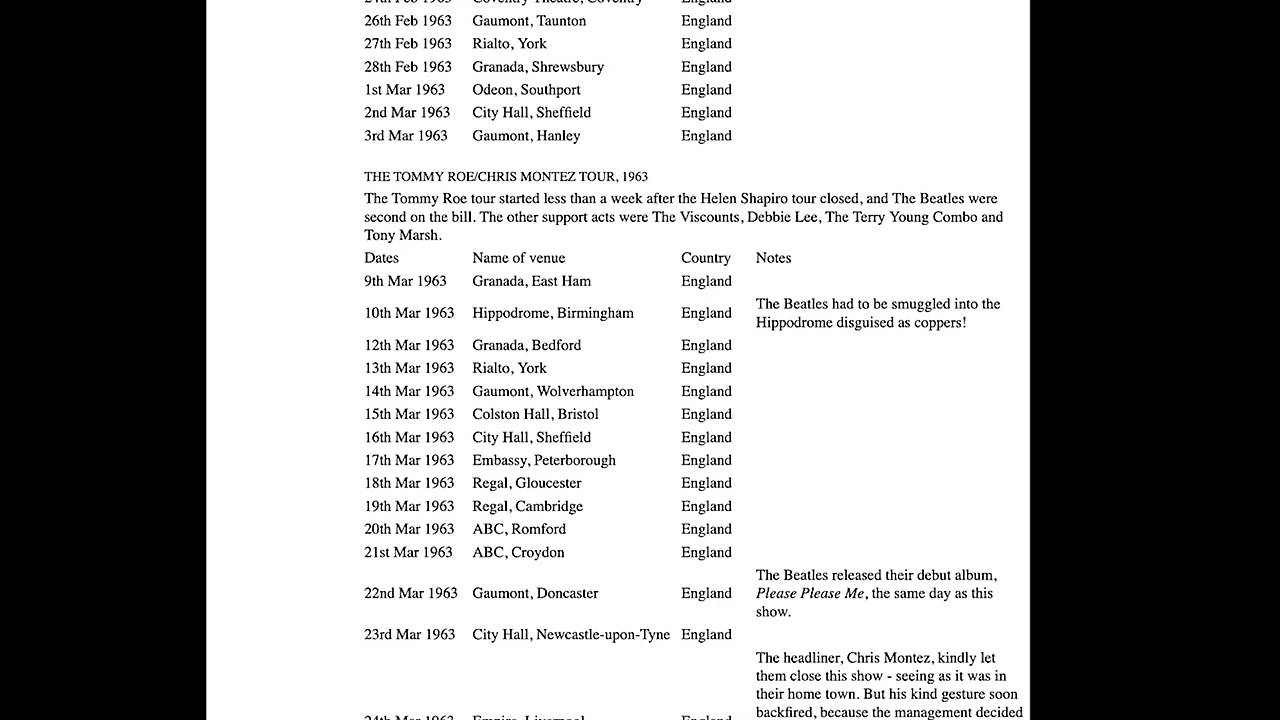 26th Feb 1963 Gaumont, Taunton England
27th Feb 1963 Rialto, York England
28th Feb 1963 Granada, Shrewsbury England
1st Mar 1963 Odeon, Southport England
2nd Mar 1963 City Hall, Sheffield England
3rd Mar 1963 Gaumont, Hanley England
THE TOMMY ROE/CHRIS MONTEZ TOUR, 1963
The Tommy Roe tour started less than a week after the Helen Shapiro tour closed, and The Beatles were
second on the bill. The other support acts were The Viscounts, Debbie Lee, The Terry Young Combo and
Tony Marsh.
Dates Name of venue Country Notes
9th Mar 1963 Granada, East Ham England
10th Mar 1963 Hippodrome, Birmingham England
The Beatles had to be smuggled into the
Hippodrome disguised as coppers!
12th Mar 1963 Granada, Bedford England
13th Mar 1963 Rialto, York England
14th Mar 1963 Gaumont, Wolverhampton England
15th Mar 1963 Colston Hall, Bristol England
16th Mar 1963 City Hall, Sheffield England
17th Mar 1963 Embassy, Peterborough England
18th Mar 1963 Regal, Gloucester England
19th Mar 1963 Regal, Cambridge England
20th Mar 1963 ABC, Romford England
21st Mar 1963 ABC, Croydon England
22nd Mar 1963 Gaumont, Doncaster England
The Beatles released their debut album,
Please Please Me, the same day as this
show.
23rd Mar 1963 City Hall, Newcastle-upon-Tyne England
The headliner, Chris Montez, kindly let
them close this show - seeing as it was in
their home town. But his kind gesture soon
backfired, because the management decided